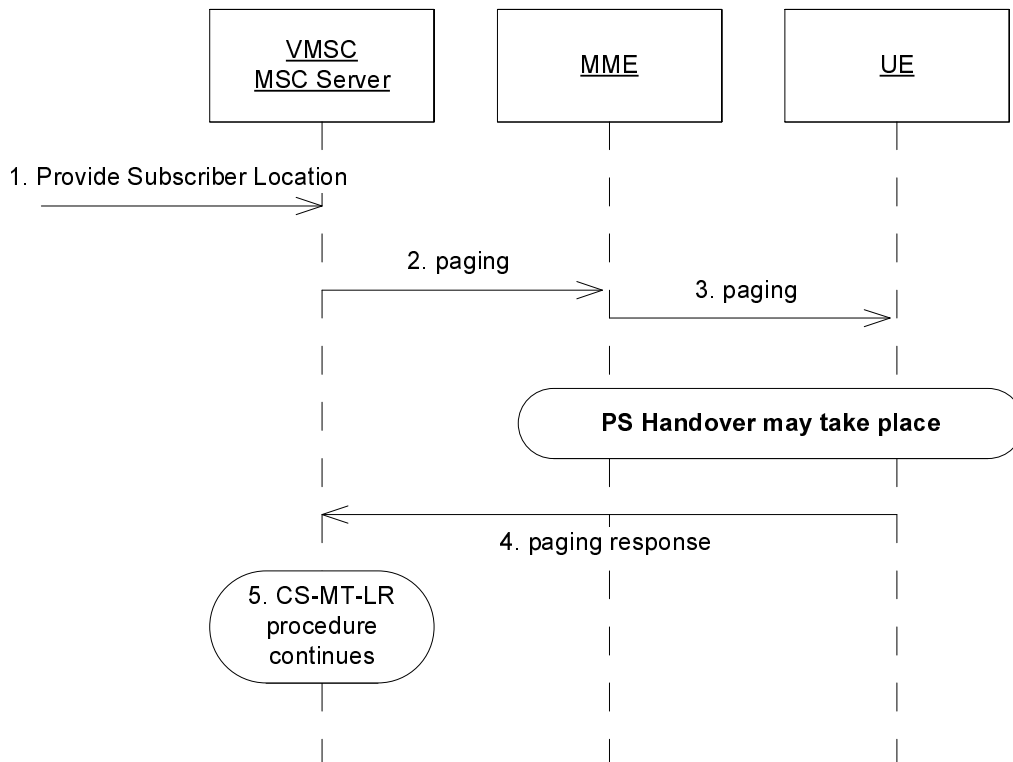 VMSC
MSC Server
MME
UE
1. Provide Subscriber Location
2. paging
3. paging
PS Handover may take place
4. paging response
5. CS-MT-LR
procedure
continues